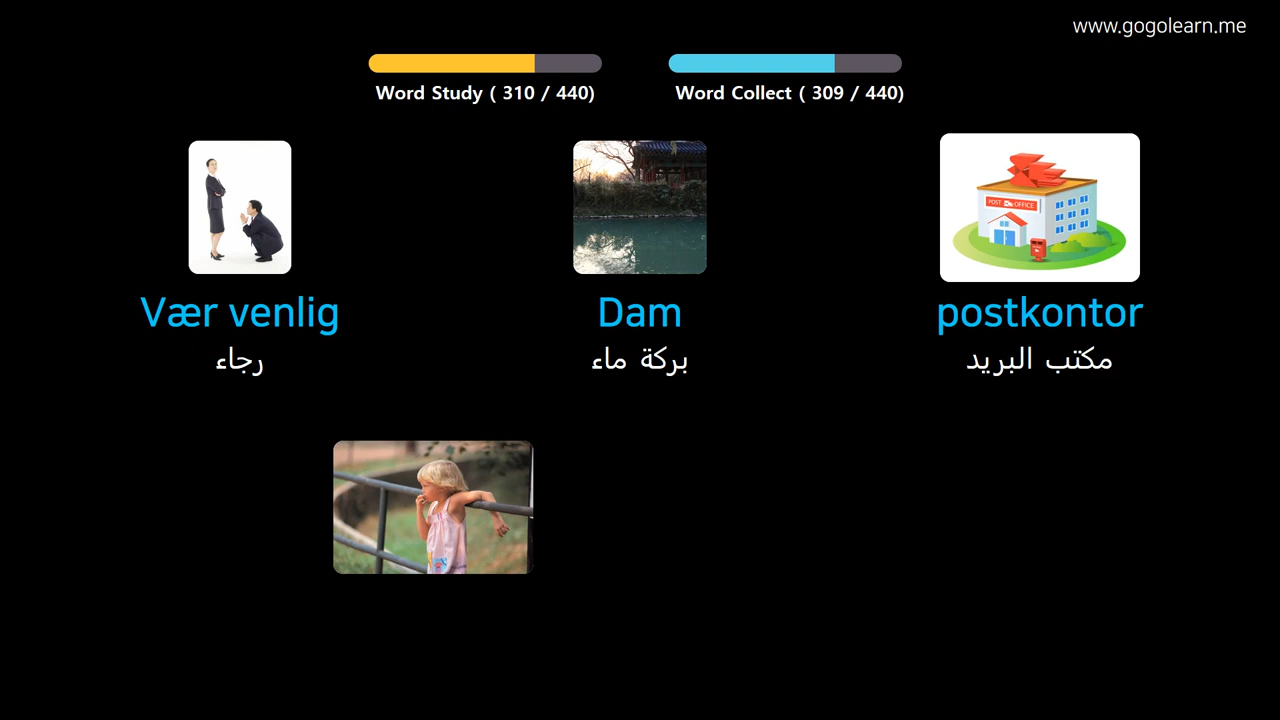 www.gogolearn.me
Word Study ( 310 / 440)
Word Collect ( 309 / 440)
POST OFFICE
Vær venlig
Dam
postkontor
رجاء
بركة ماء
مكتب البريد